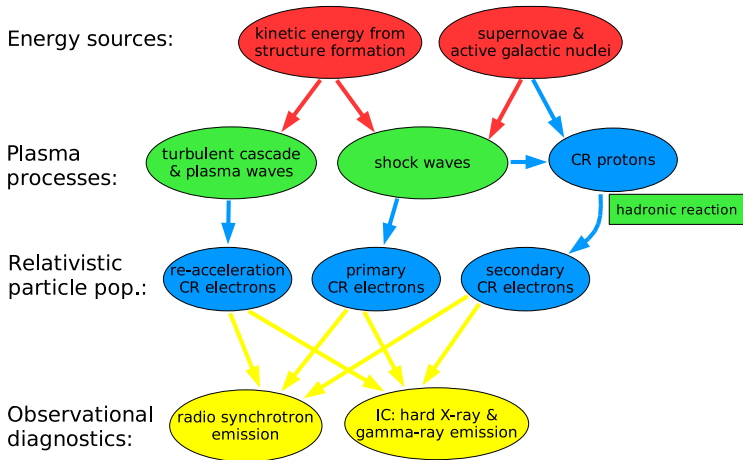 Energy sources:
kinetic energy from
structure formation
supernovae &
active galactic nuclei
Plasma
processes:
turbulent cascade
& plasma waves
shock waves
CR protons
hadronic reaction
Relativistic
particle pop.:
re-acceleration
CR electrons
primary
CR electrons
secondary
CR electrons
Observational
diagnostics:
radio synchrotron
emission
IC: hard X-ray &
gamma-ray emission